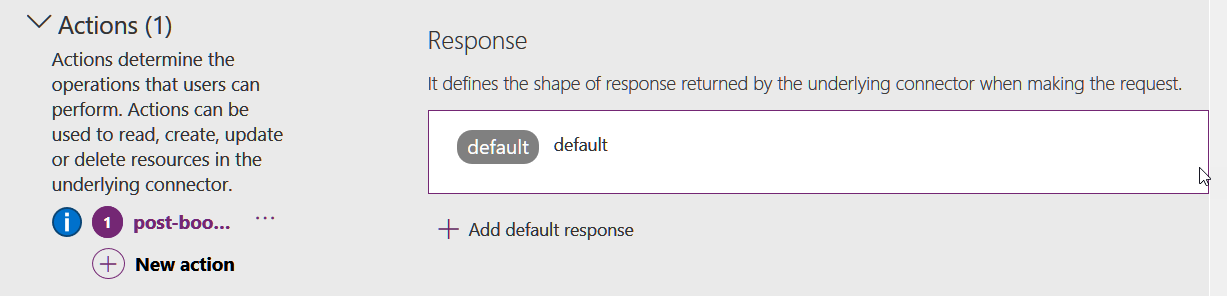 Actions (1)
Actions determine the
operations that users can
perform. Actions can be
used to read, create, update
or delete resources in the
underlying connector.
1 post-boo... ...
New action
Response
It defines the shape of response returned by the underlying connector when making the request.
default default
Add default response